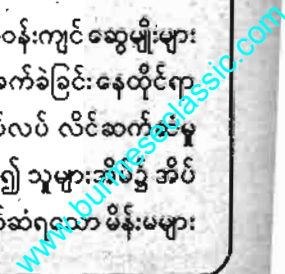 ဝန်းကျင် ဆွေမျိုးများ
ခက်ခဲခြင်း နေထိုင်ရာ
လပ် လိင်ဆက်ဆံမှု
၍ သူများအိမ်၌ အိပ်
ဆံရသော မိန်းမများ
www.burmeseclassic.com